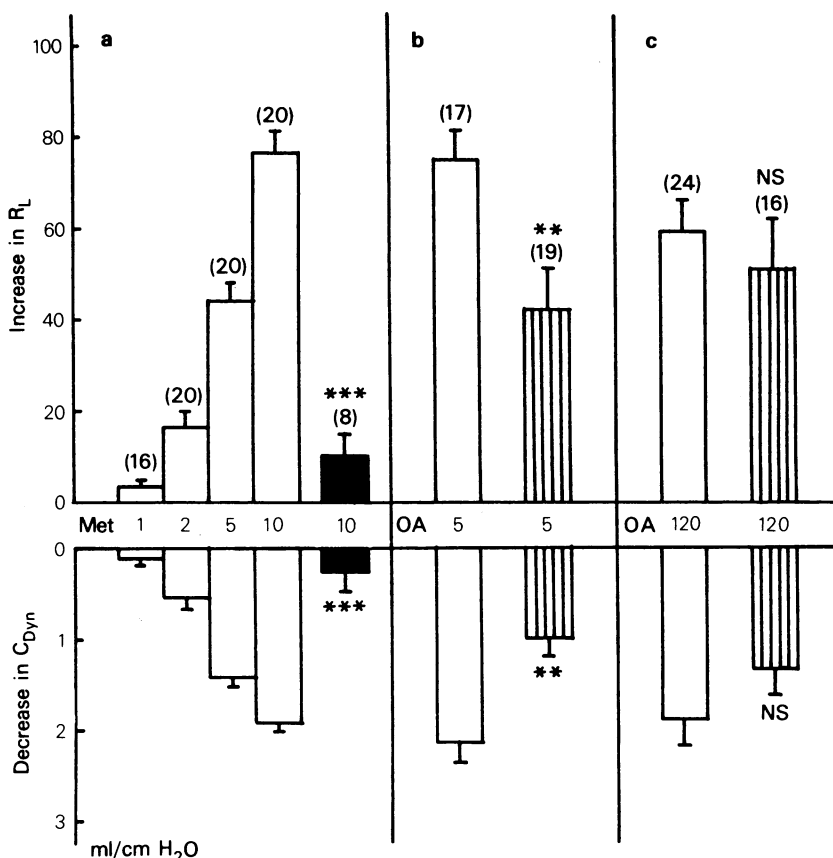 a
b
c
100
80
60
40
20
0
Increase in R_L
(16)
(20)
(20)
(20)
***
(8)
(17)
**
(19)
(24)
NS
(16)
Met 1 2 5 10 10 OA 5 5 OA 120 120
0
1
2
3
Decrease in C_Dyn
***
**
NS
ml/cm H₂O